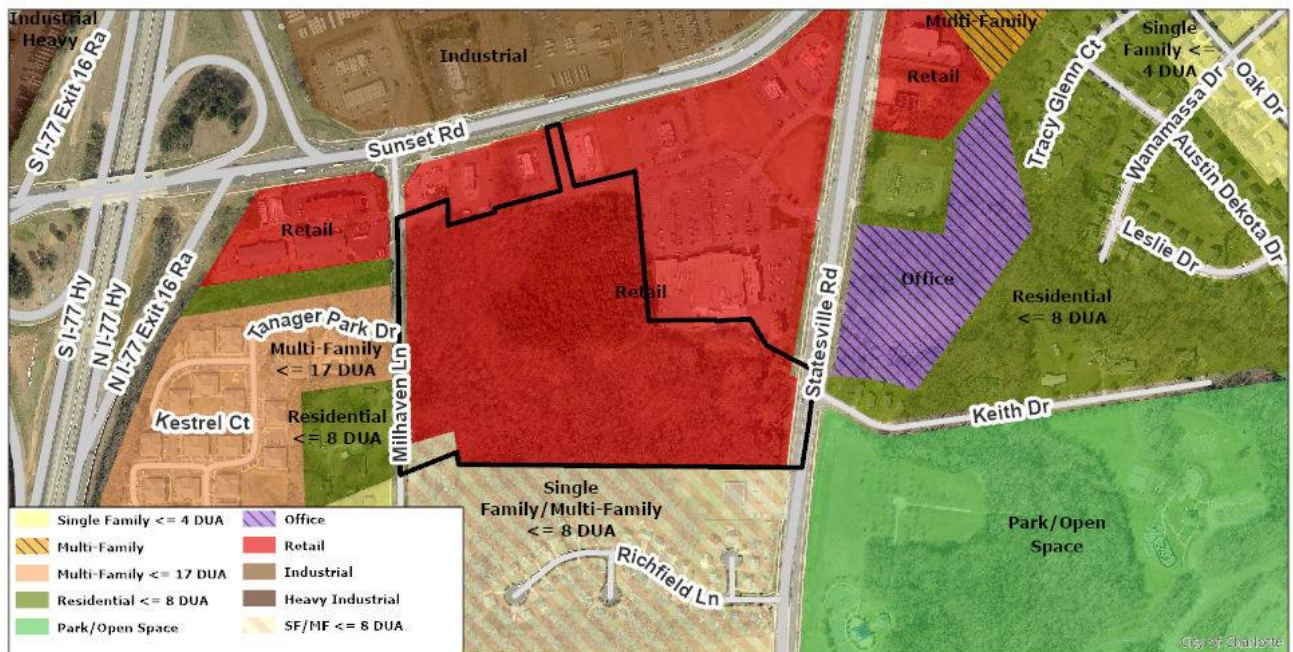 Industrial
Heavy
S I-77 Exit 16 Ra
Industrial
Multi-Family
Retail
Single
Family <=
4 DUA
Oak Dr
Tracy Glenn Ct
Wanamassa Dr
Austin Dekota Dr
Leslie Dr
Sunset Rd
Retail
Statesville Rd
Office
Residential
<= 8 DUA
Retail
S I-77 Hy
N I-77 Hy
N I-77 Exit 16 Ra
Tanager Park Dr
Multi-Family
<= 17 DUA
Milhaven Ln
Kestrel Ct
Residential
<= 8 DUA
Keith Dr
Single
Family/Multi-Family
<= 8 DUA
Richfield Ln
Park/Open
Space
Single Family <= 4 DUA
Multi-Family
Multi-Family <= 17 DUA
Residential <= 8 DUA
Park/Open Space
Office
Retail
Industrial
Heavy Industrial
SF/MF <= 8 DUA
City of Charlotte